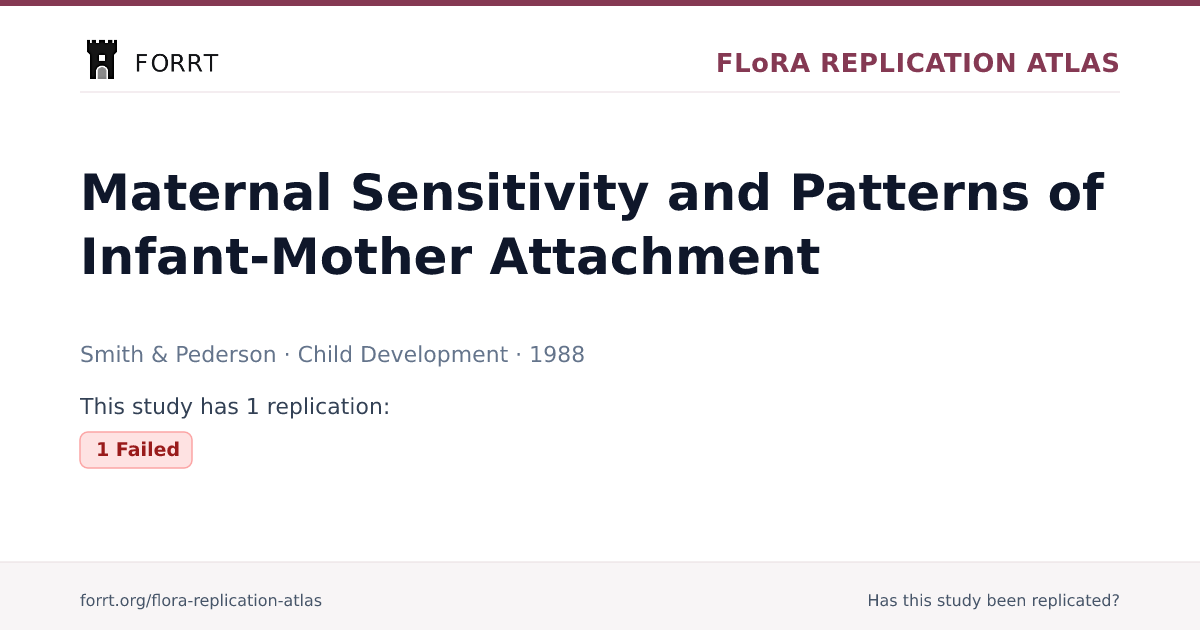 FORRT
FLoRA REPLICATION ATLAS
Maternal Sensitivity and Patterns of
Infant-Mother Attachment
Smith & Pederson · Child Development · 1988
This study has 1 replication:
1 Failed
forrt.org/flora-replication-atlas
Has this study been replicated?